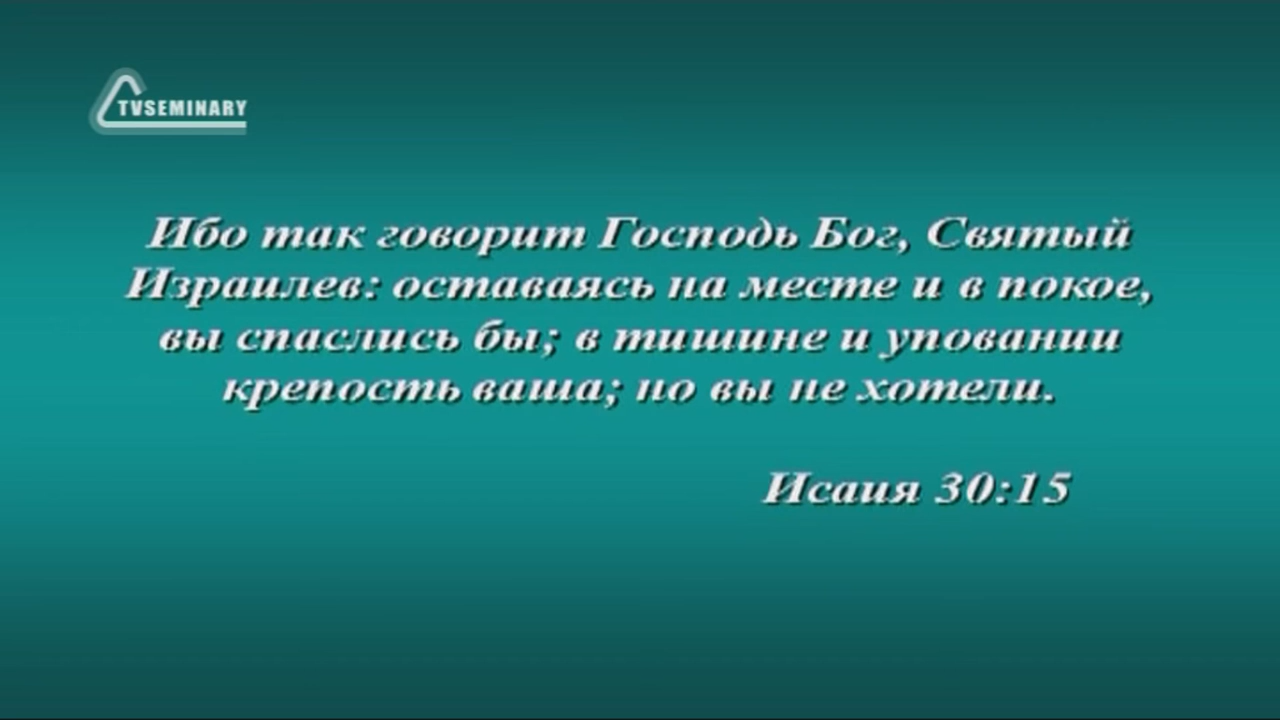 TVSEMINARY
Ибо так говорит Господь Бог, Святый
Израилев: оставаясь на месте и в покое,
вы спаслись бы; в тишине и уповании
крепость ваша; но вы не хотели.
Исаия 30:15